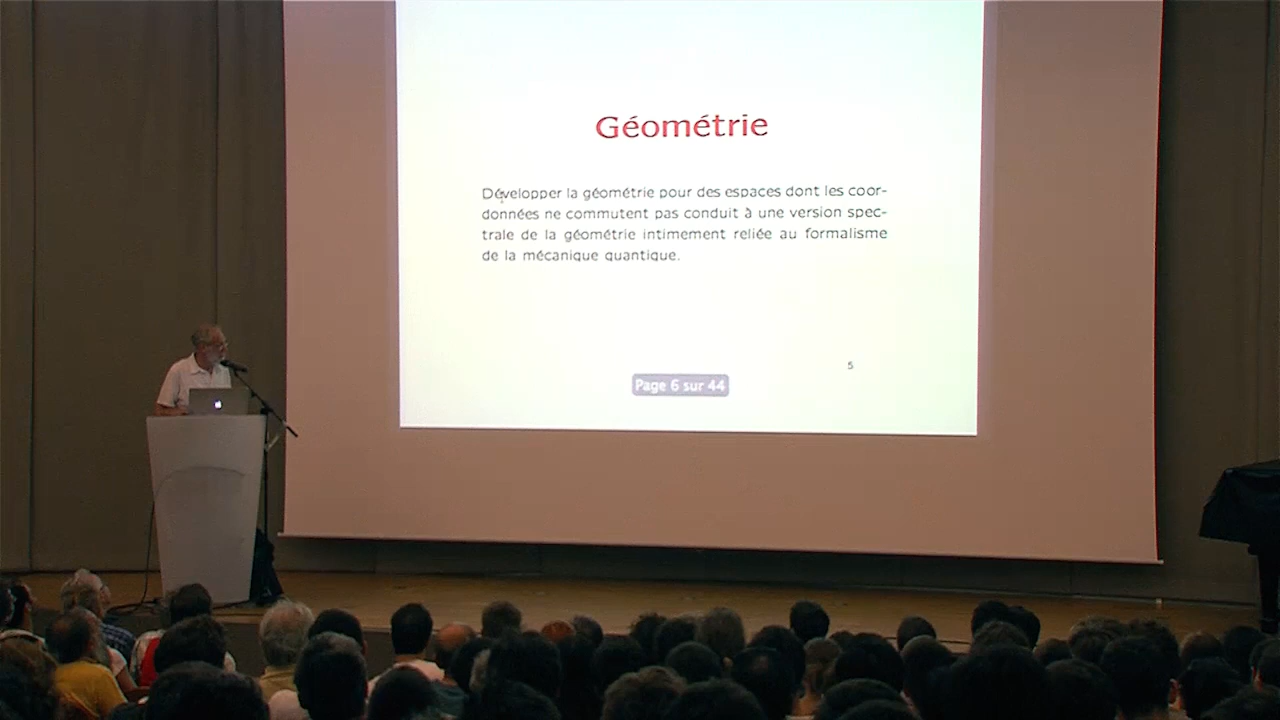 Géométrie
Développer la géométrie pour des espaces dont les coor-
données ne commutent pas conduit à une version spec-
trale de la géométrie intimement reliée au formalisme
de la mécanique quantique.
5
Page 6 sur 44